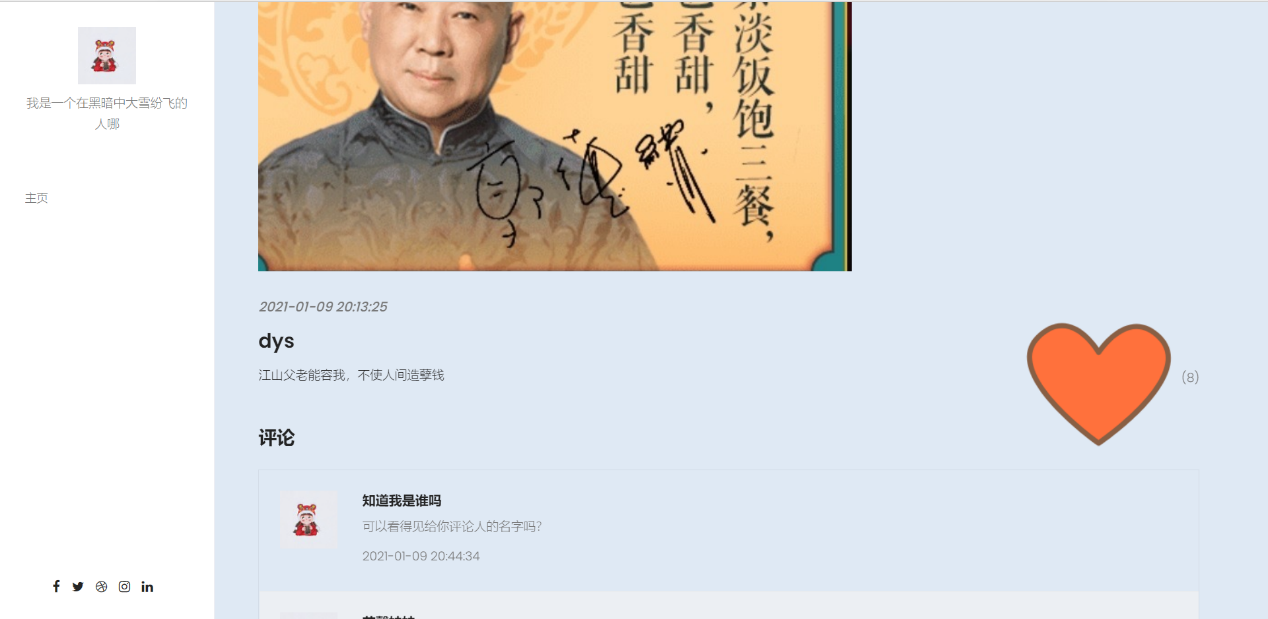 我是一个在黑暗中大雪纷飞的
人哪
主页
淡饭饱三餐，
香甜，
香甜
2021-01-09 20:13:25
dys
江山父老能容我，不使人间造孽钱
(8)
评论
知道我是谁吗
可以看得见给你评论人的名字吗?
2021-01-09 20:44:34